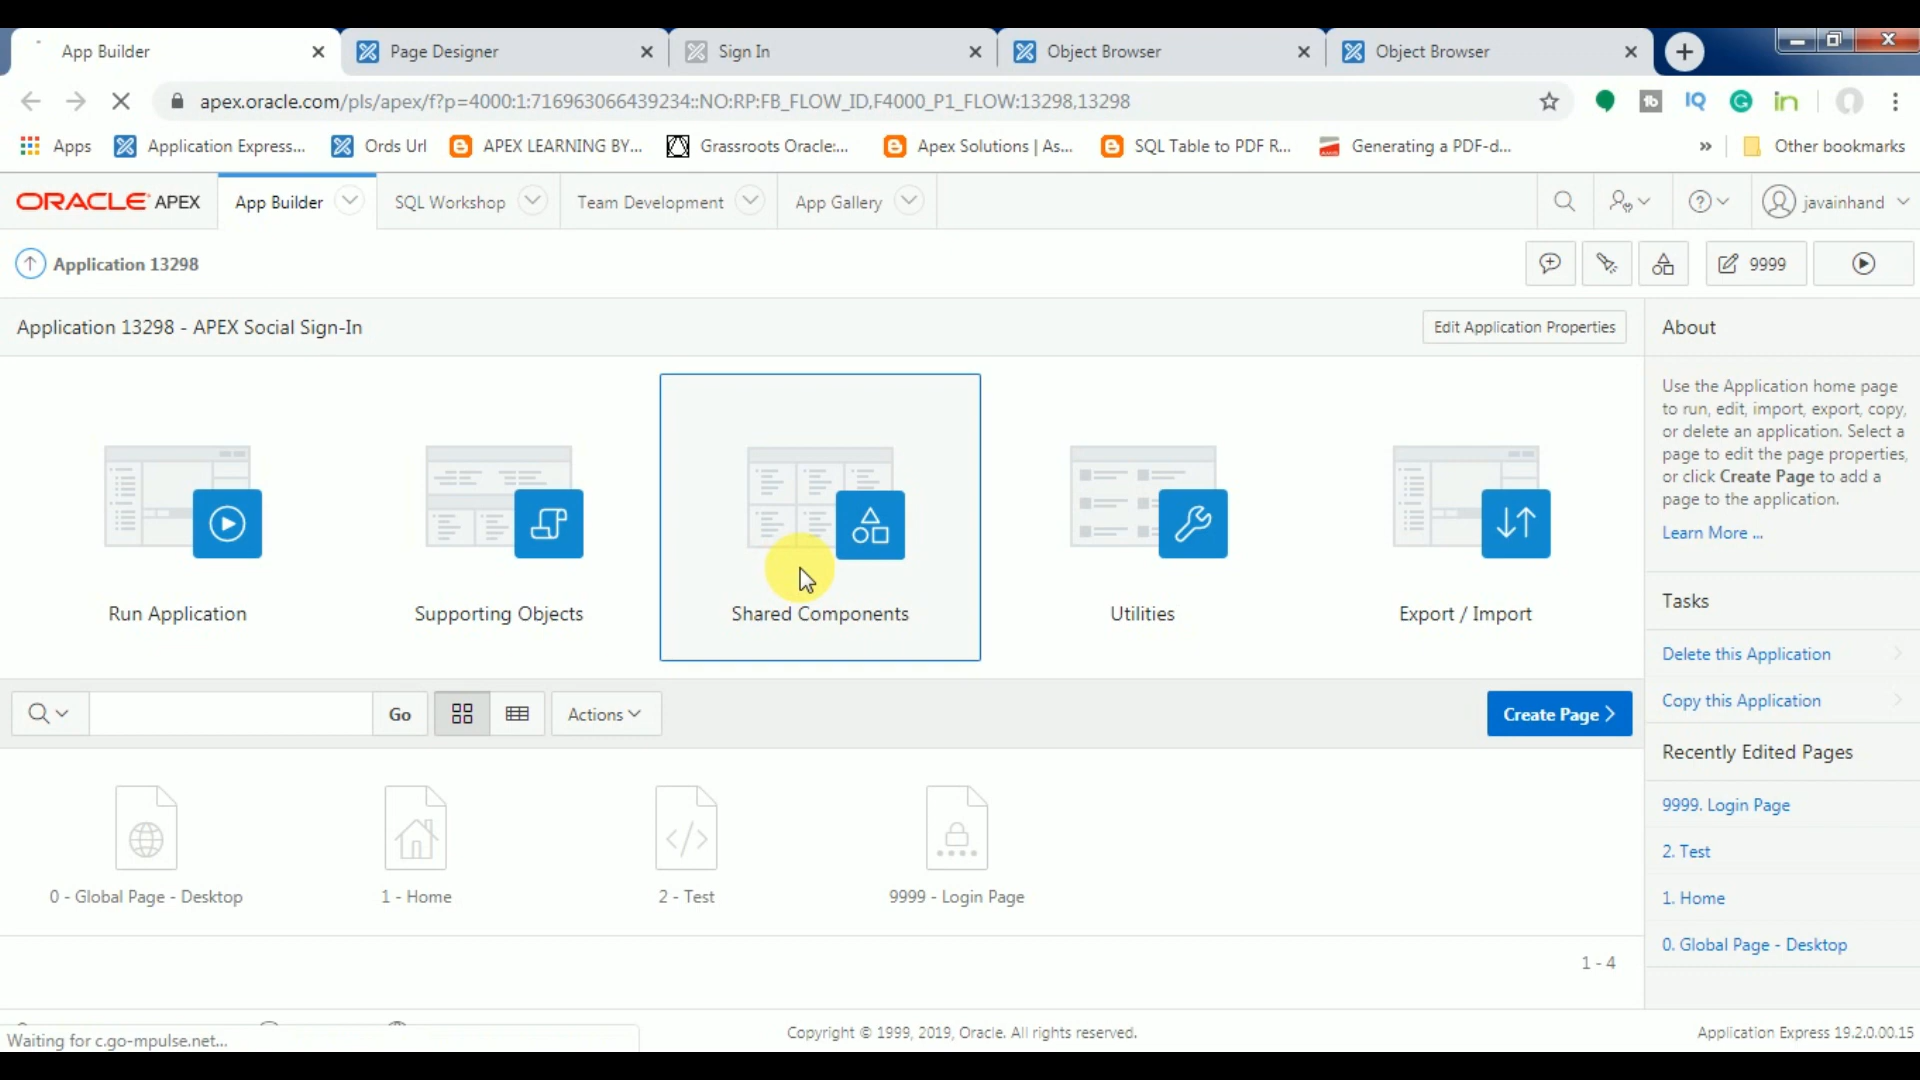 App Builder
Page Designer
Sign In
Object Browser
Object Browser
apex.oracle.com/pls/apex/f?p=4000:1:716963066439234::NO:RP:FB_FLOW_ID,F4000_P1_FLOW:13298,13298
Apps
Application Express...
Ords Url
APEX LEARNING BY...
Grassroots Oracle:...
Apex Solutions | As...
SQL Table to PDF R...
Generating a PDF-d...
»
Other bookmarks
ORACLE APEX
App Builder
SQL Workshop
Team Development
App Gallery
javainhand
Application 13298
9999
Application 13298 - APEX Social Sign-In
Edit Application Properties
About
Use the Application home page
to run, edit, import, export, copy,
or delete an application. Select a
page to edit the page properties,
or click Create Page to add a
page to the application.
Learn More ...
Run Application
Supporting Objects
Shared Components
Utilities
Export / Import
Tasks
Delete this Application
Copy this Application
Go
Actions
Create Page
Recently Edited Pages
9999. Login Page
2. Test
1. Home
0. Global Page - Desktop
0 - Global Page - Desktop
1 - Home
2 - Test
9999 - Login Page
1 - 4
Waiting for c.go-mpulse.net...
Copyright © 1999, 2019, Oracle. All rights reserved.
Application Express 19.2.0.00.15